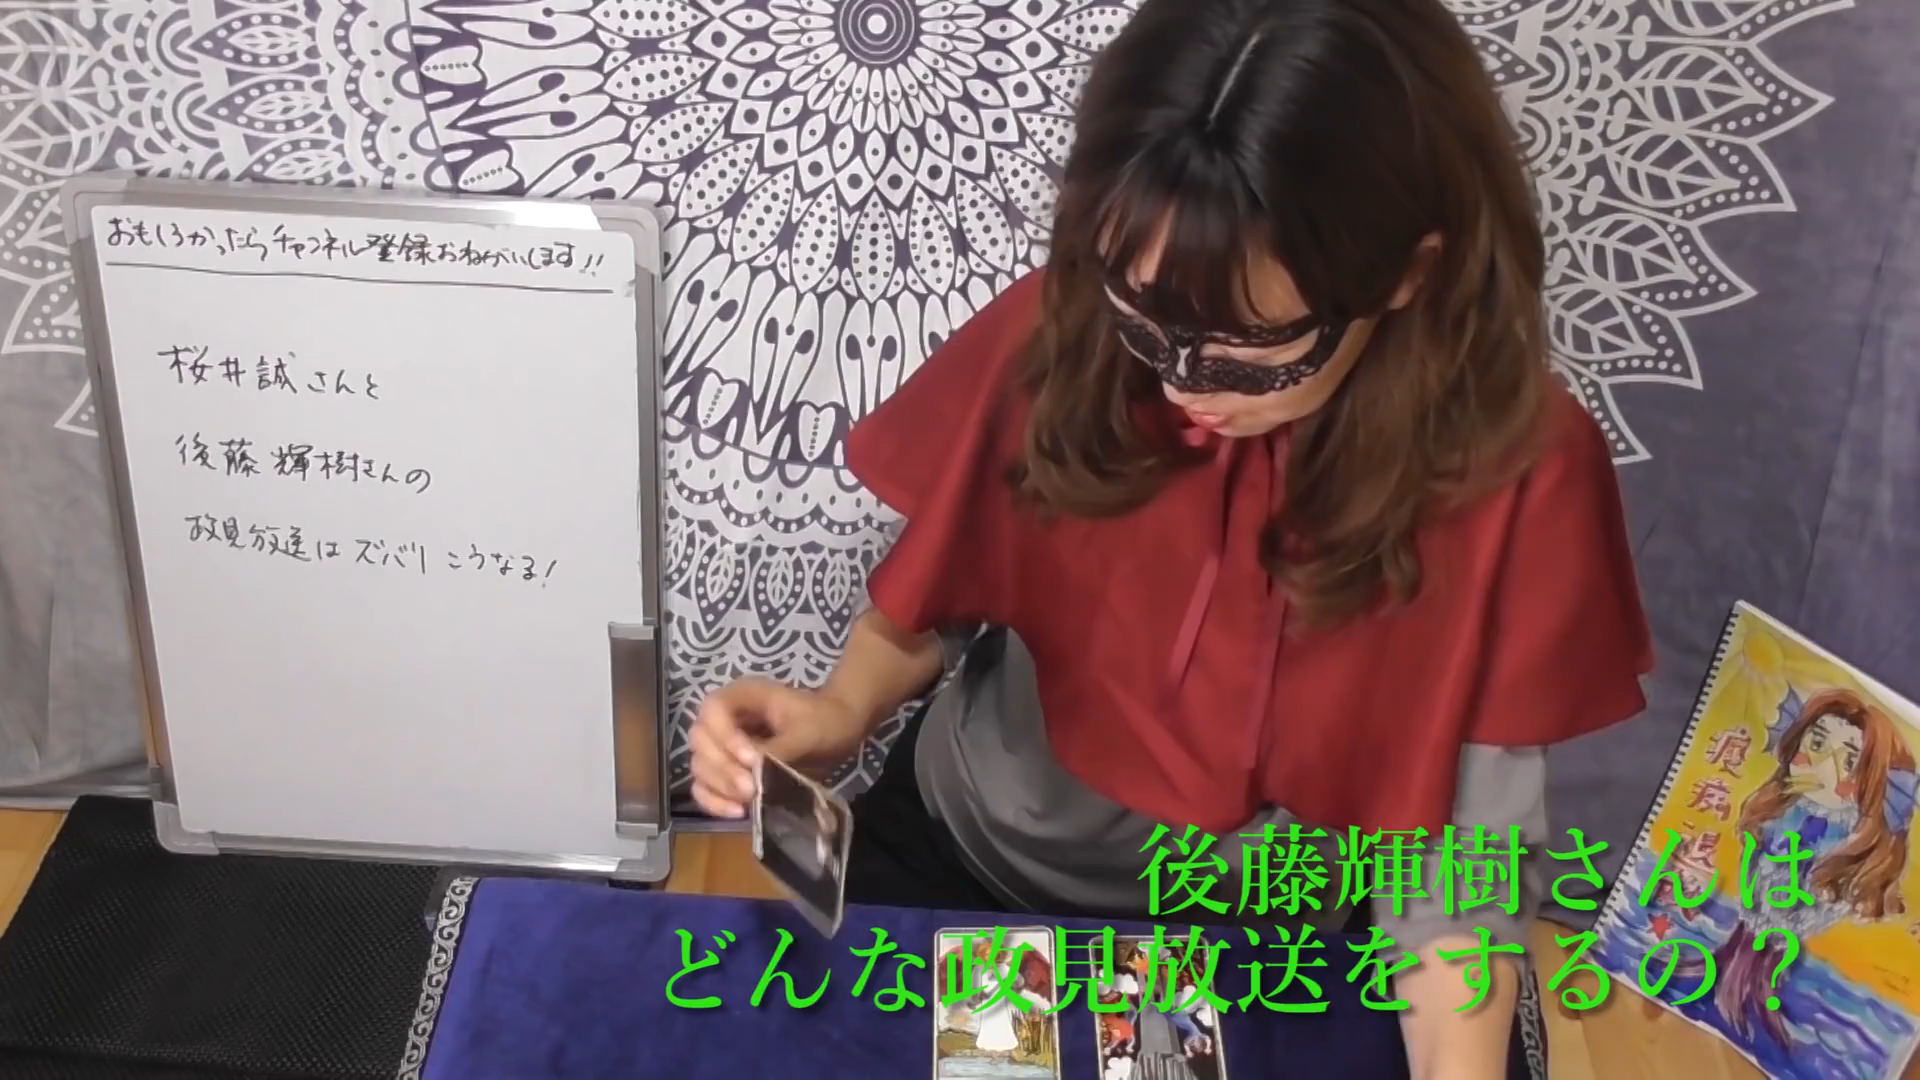 おもしろかったらチャンネル登録おねがいします!!
桜井誠さんと
後藤輝樹さんの
政見放送はズバリこうなる!
後藤輝樹さんは
どんな政見放送をするの？
疫病退